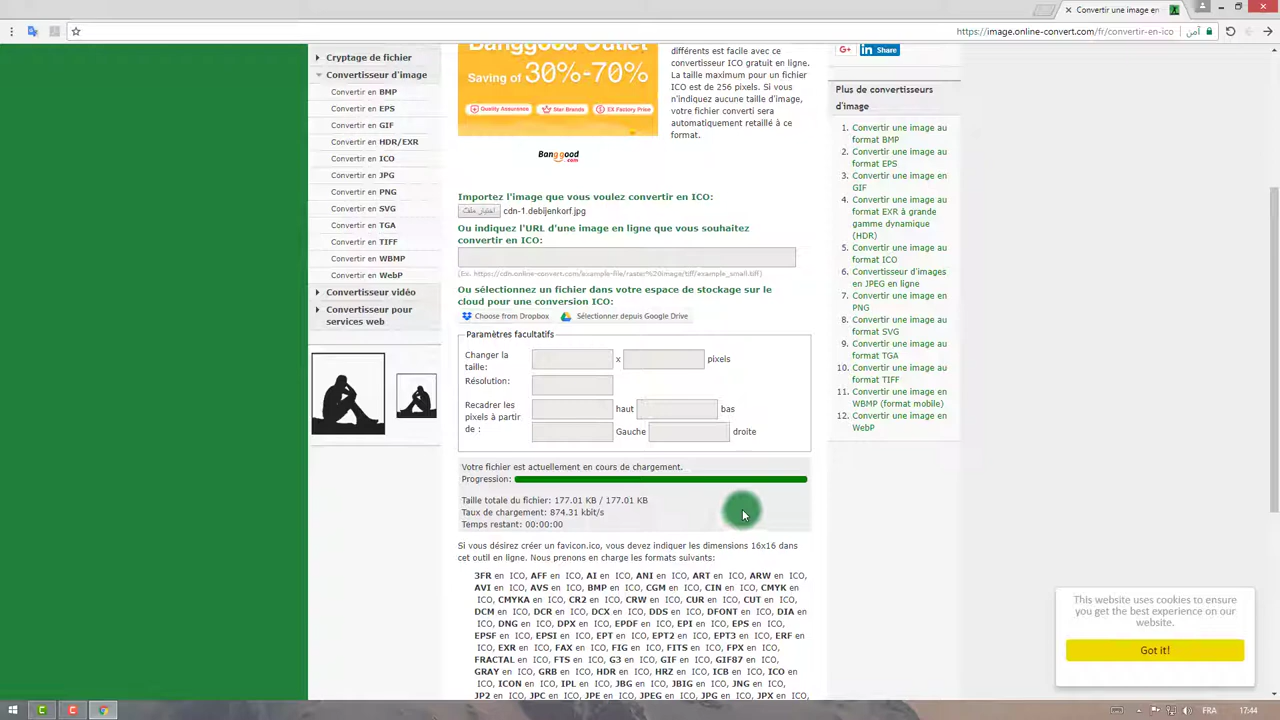 Convertir une image en
https://image.online-convert.com/fr/convertir-en-ico
آمن
Cryptage de fichier
Convertisseur d'image
Convertir en BMP
Convertir en EPS
Convertir en GIF
Convertir en HDR/EXR
Convertir en ICO
Convertir en JPG
Convertir en PNG
Convertir en SVG
Convertir en TGA
Convertir en TIFF
Convertir en WBMP
Convertir en WebP
Convertisseur vidéo
Convertisseur pour
services web
Banggood Outlet
Saving of 30%-70%
Quality Assurance
Star Brands
EX Factory Price
Banggood
.com
différents est facile avec ce
convertisseur ICO gratuit en ligne.
La taille maximum pour un fichier
ICO est de 256 pixels. Si vous
n'indiquez aucune taille d'image,
votre fichier converti sera
automatiquement retaillé à ce
format.
Importez l'image que vous voulez convertir en ICO:
اختيار ملف cdn-1.debijenkorf.jpg
Ou indiquez l'URL d'une image en ligne que vous souhaitez
convertir en ICO:
(Ex. https://cdn.online-convert.com/example-file/raster%20image/tiff/example_small.tiff)
Ou sélectionnez un fichier dans votre espace de stockage sur le
cloud pour une conversion ICO:
Choose from Dropbox
Sélectionner depuis Google Drive
Paramètres facultatifs
Changer la
taille:
x
pixels
Résolution:
Recadrer les
pixels à partir
de :
haut
bas
Gauche
droite
Votre fichier est actuellement en cours de chargement.
Progression:
Taille totale du fichier: 177.01 KB / 177.01 KB
Taux de chargement: 874.31 kbit/s
Temps restant: 00:00:00
Si vous désirez créer un favicon.ico, vous devez indiquer les dimensions 16x16 dans
cet outil en ligne. Nous prenons en charge les formats suivants:
3FR en ICO, AFF en ICO, AI en ICO, ANI en ICO, ART en ICO, ARW en ICO,
AVI en ICO, AVS en ICO, BMP en ICO, CGM en ICO, CIN en ICO, CMYK en
ICO, CMYKA en ICO, CR2 en ICO, CRW en ICO, CUR en ICO, CUT en ICO,
DCM en ICO, DCR en ICO, DCX en ICO, DDS en ICO, DFONT en ICO, DIA en
ICO, DNG en ICO, DPX en ICO, EPDF en ICO, EPI en ICO, EPS en ICO,
EPSF en ICO, EPSI en ICO, EPT en ICO, EPT2 en ICO, EPT3 en ICO, ERF en
ICO, EXR en ICO, FAX en ICO, FIG en ICO, FITS en ICO, FPX en ICO,
FRACTAL en ICO, FTS en ICO, G3 en ICO, GIF en ICO, GIF87 en ICO,
GRAY en ICO, GRB en ICO, HDR en ICO, HRZ en ICO, ICB en ICO, ICO en
ICO, ICON en ICO, IPL en ICO, JBG en ICO, JBIG en ICO, JNG en ICO,
JP2 en ICO, JPC en ICO, JPE en ICO, JPEG en ICO, JPG en ICO, JPX en ICO,
G+
in Share
Plus de convertisseurs
d'image
1. Convertir une image au
format BMP
2. Convertir une image au
format EPS
3. Convertir une image en
GIF
4. Convertir une image au
format EXR à grande
gamme dynamique
(HDR)
5. Convertir une image au
format ICO
6. Convertisseur d'images
en JPEG en ligne
7. Convertir une image en
PNG
8. Convertir une image au
format SVG
9. Convertir une image au
format TGA
10. Convertir une image au
format TIFF
11. Convertir une image en
WBMP (format mobile)
12. Convertir une image en
WebP
This website uses cookies to ensure
you get the best experience on our
website.
Got it!
FRA
17:44